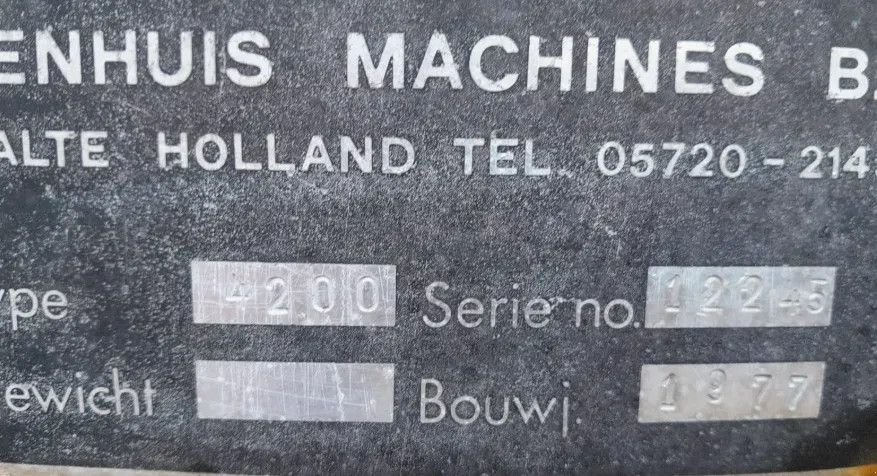 ENHUIS MACHINES B.
ALTE HOLLAND TEL. 05720-214
ype 4200 Serie no. 12245
ewicht Bouwj. 1977